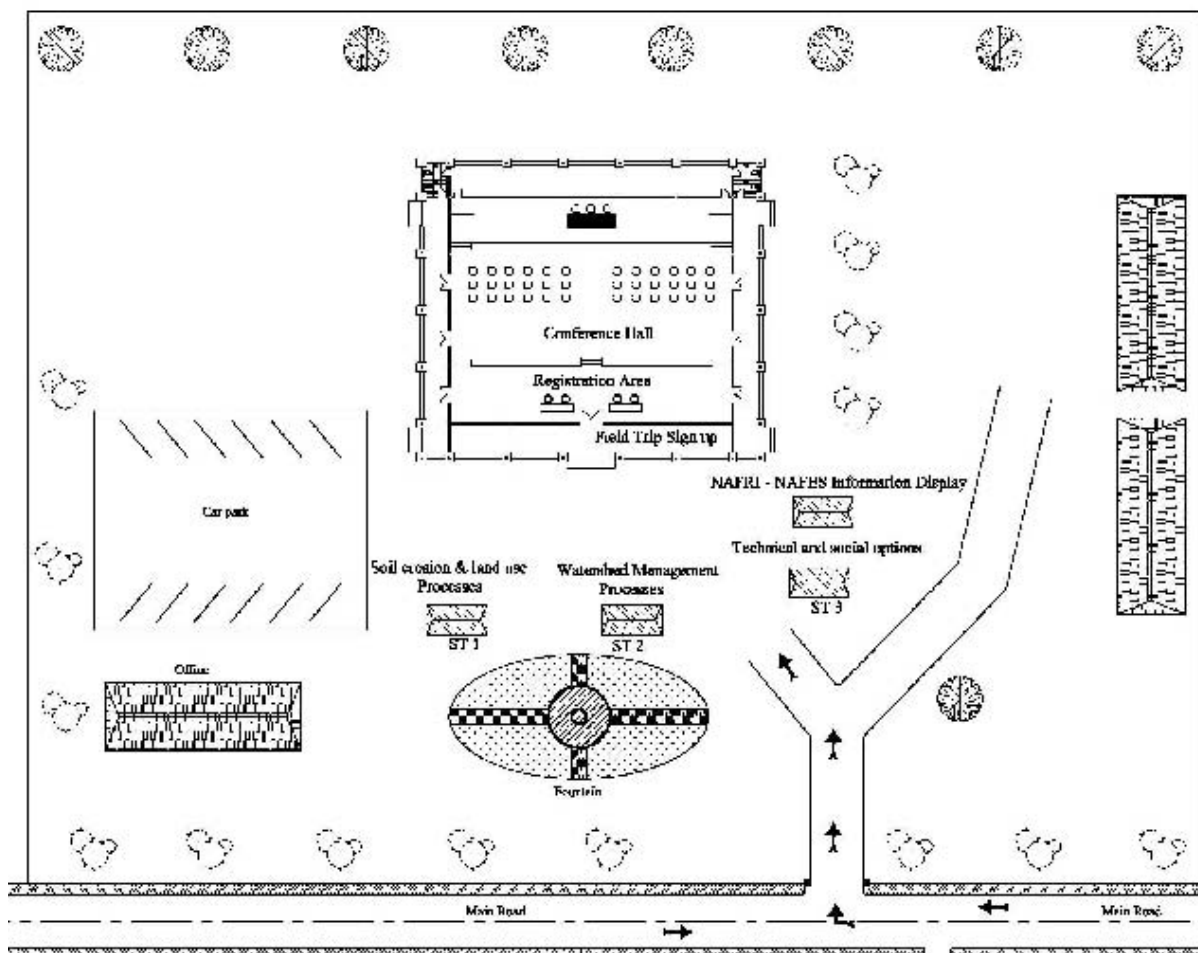 Conference Hall
Registration Area
Field Trip Sign up
NAFRI - NAFES Information Display
Car park
Technical and social options
Soil erosion & land use
Processes
Watershed Management
Processes
ST 3
ST 1
ST 2
Office
Fountain
Main Road
Main Road